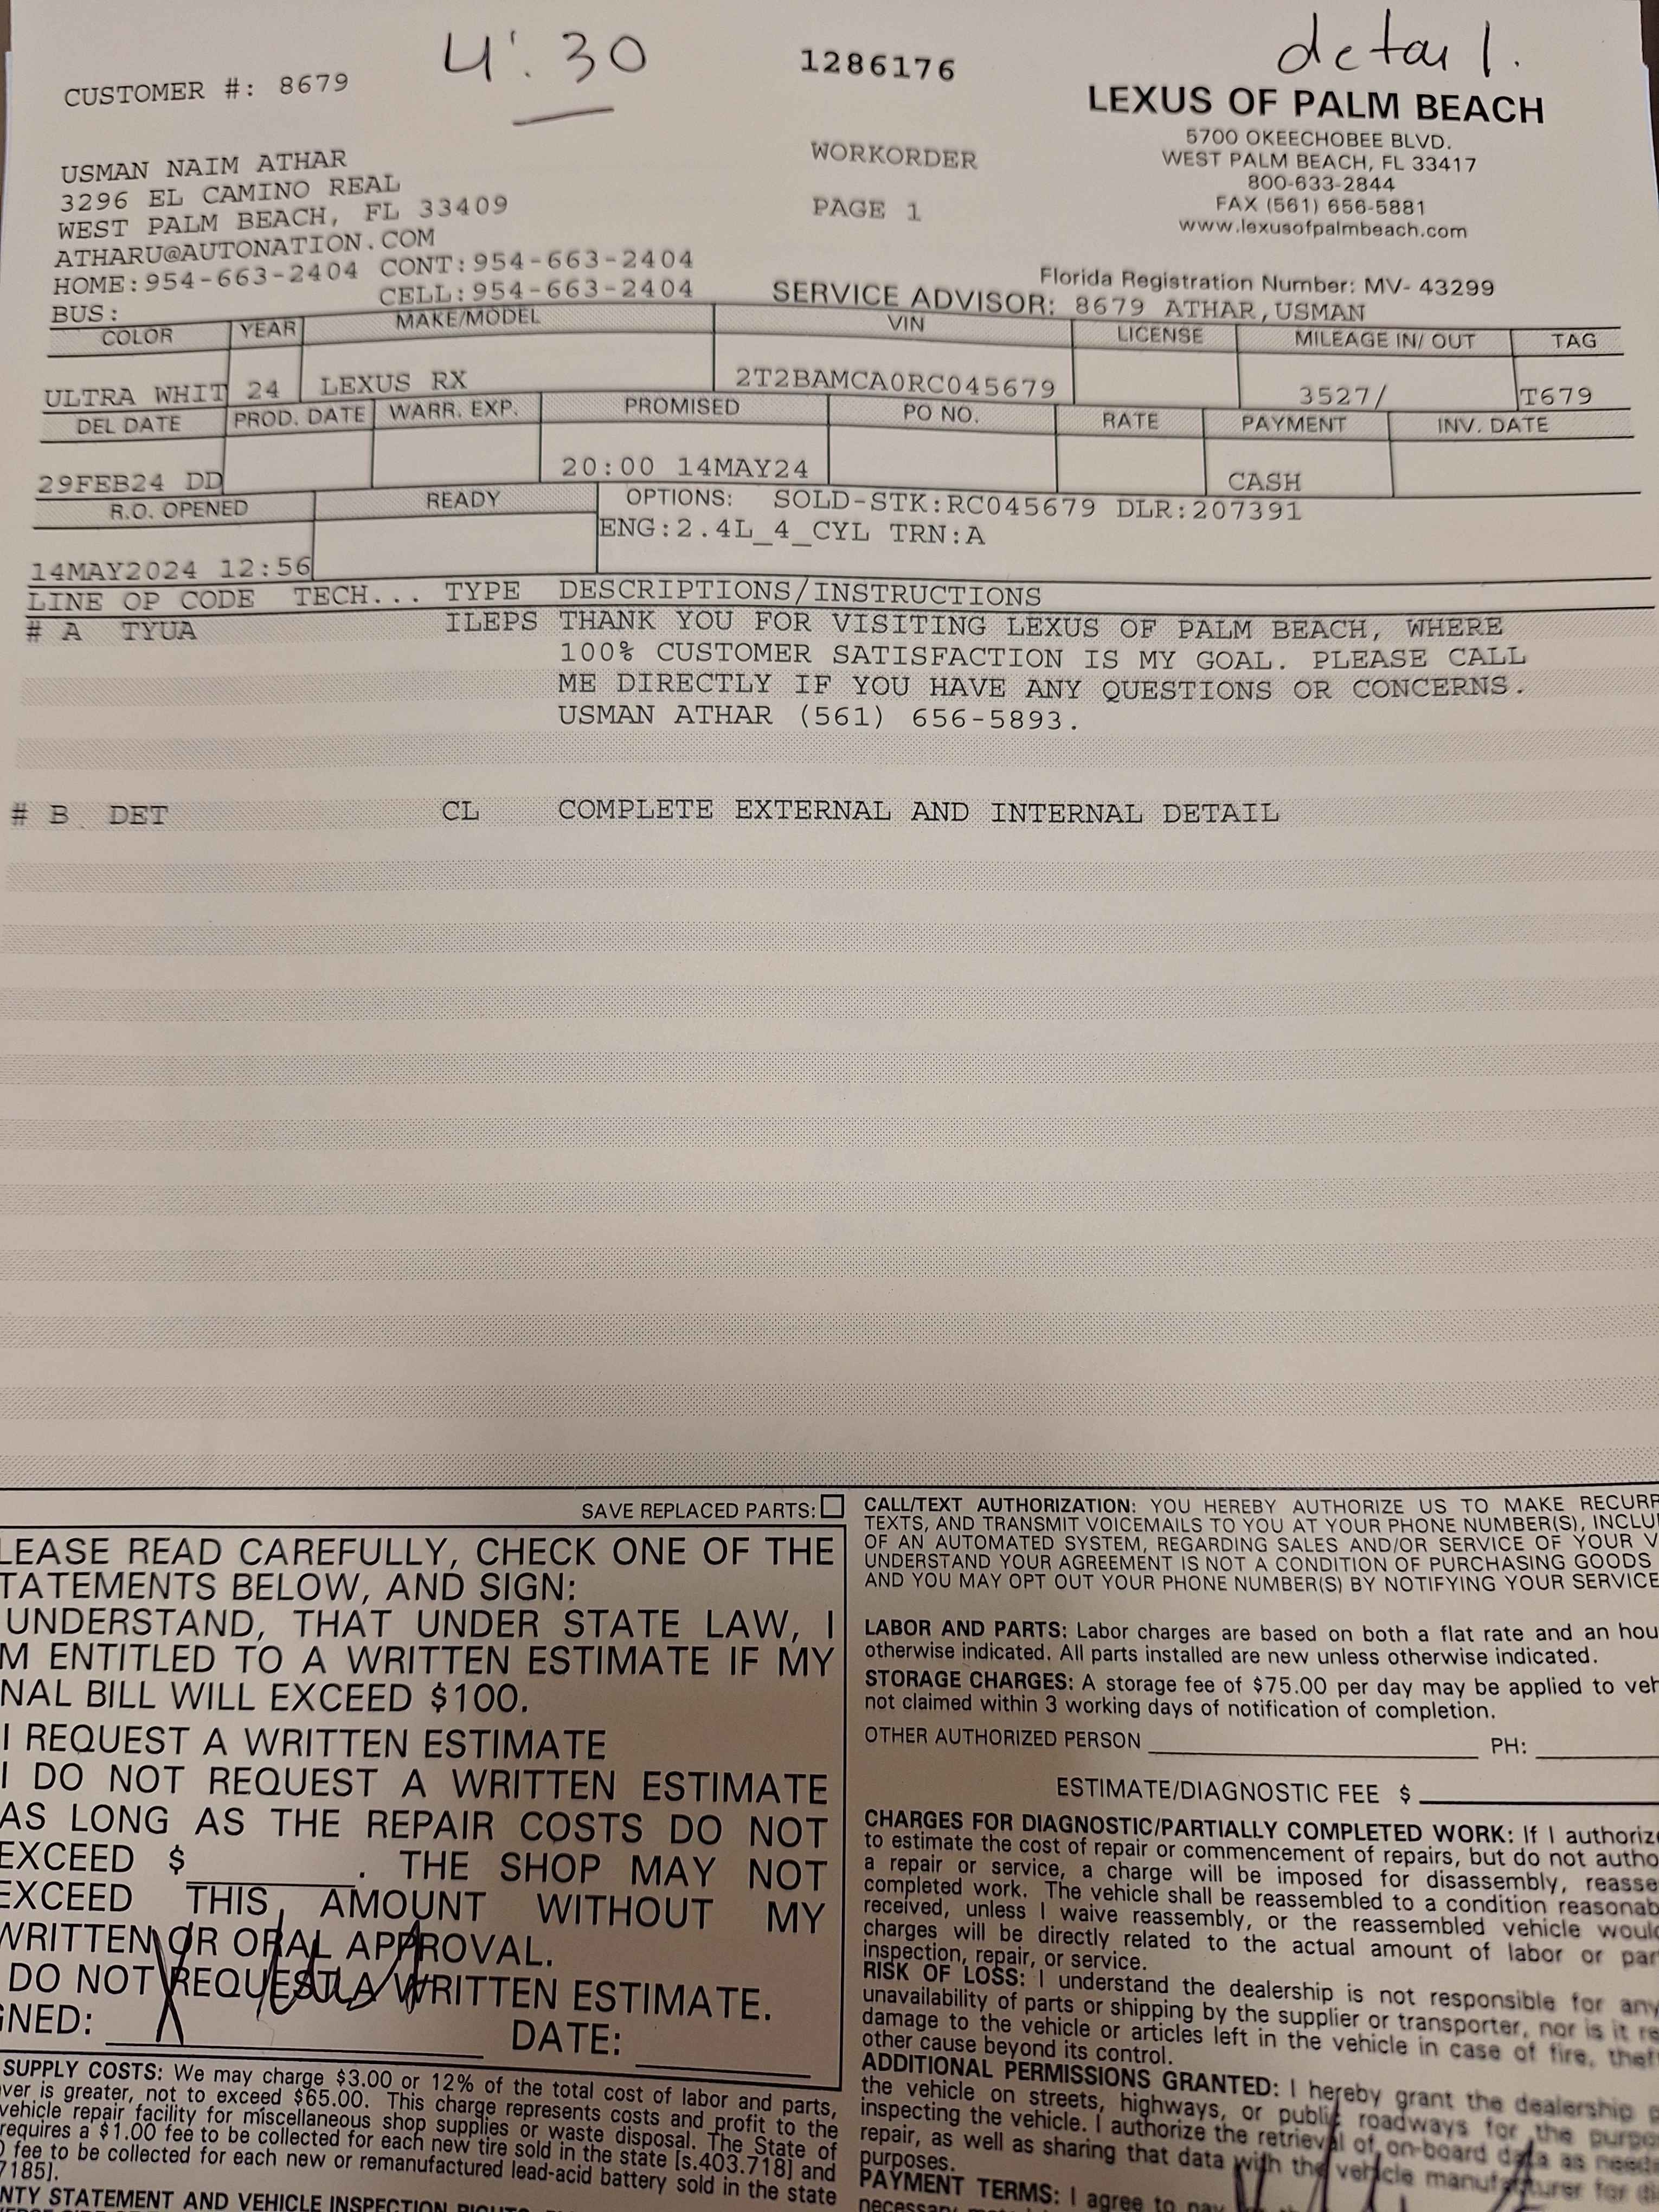 4:30
detail.
CUSTOMER #: 8679
1286176
LEXUS OF PALM BEACH
5700 OKEECHOBEE BLVD.
WEST PALM BEACH, FL 33417
800-633-2844
FAX (561) 656-5881
www.lexusofpalmbeach.com
WORKORDER
PAGE 1
USMAN NAIM ATHAR
3296 EL CAMINO REAL
WEST PALM BEACH, FL 33409
ATHARU@AUTONATION.COM
HOME:954-663-2404 CONT:954-663-2404
BUS: CELL:954-663-2404
Florida Registration Number: MV- 43299
SERVICE ADVISOR: 8679 ATHAR,USMAN
COLOR YEAR MAKE/MODEL VIN LICENSE MILEAGE IN/ OUT TAG
ULTRA WHIT 24 LEXUS RX 2T2BAMCA0RC045679 3527/ T679
DEL DATE PROD. DATE WARR. EXP. PROMISED PO NO. RATE PAYMENT INV. DATE
29FEB24 DD 20:00 14MAY24 CASH
R.O. OPENED READY OPTIONS: SOLD-STK:RC045679 DLR:207391
ENG:2.4L_4_CYL TRN:A
14MAY2024 12:56
LINE OP CODE TECH... TYPE DESCRIPTIONS/INSTRUCTIONS
# A TYUA ILEPS THANK YOU FOR VISITING LEXUS OF PALM BEACH, WHERE
100% CUSTOMER SATISFACTION IS MY GOAL. PLEASE CALL
ME DIRECTLY IF YOU HAVE ANY QUESTIONS OR CONCERNS.
USMAN ATHAR (561) 656-5893.
# B DET CL COMPLETE EXTERNAL AND INTERNAL DETAIL
SAVE REPLACED PARTS:
LEASE READ CAREFULLY, CHECK ONE OF THE
TATEMENTS BELOW, AND SIGN:
UNDERSTAND, THAT UNDER STATE LAW, I
M ENTITLED TO A WRITTEN ESTIMATE IF MY
NAL BILL WILL EXCEED $100.
I REQUEST A WRITTEN ESTIMATE
I DO NOT REQUEST A WRITTEN ESTIMATE
AS LONG AS THE REPAIR COSTS DO NOT
EXCEED $ . THE SHOP MAY NOT
EXCEED THIS AMOUNT WITHOUT MY
WRITTEN OR ORAL APPROVAL.
DO NOT REQUEST A WRITTEN ESTIMATE.
NED: DATE:
SUPPLY COSTS: We may charge $3.00 or 12% of the total cost of labor and parts,
ver is greater, not to exceed $65.00. This charge represents costs and profit to the
vehicle repair facility for miscellaneous shop supplies or waste disposal. The State of
requires a $1.00 fee to be collected for each new tire sold in the state [s.403.718] and
fee to be collected for each new or remanufactured lead-acid battery sold in the state
7185].
NTY STATEMENT AND VEHICLE INSPECTION
CALL/TEXT AUTHORIZATION: YOU HEREBY AUTHORIZE US TO MAKE RECURR
TEXTS, AND TRANSMIT VOICEMAILS TO YOU AT YOUR PHONE NUMBER(S), INCLU
OF AN AUTOMATED SYSTEM, REGARDING SALES AND/OR SERVICE OF YOUR V
UNDERSTAND YOUR AGREEMENT IS NOT A CONDITION OF PURCHASING GOODS
AND YOU MAY OPT OUT YOUR PHONE NUMBER(S) BY NOTIFYING YOUR SERVICE
LABOR AND PARTS: Labor charges are based on both a flat rate and an hou
otherwise indicated. All parts installed are new unless otherwise indicated.
STORAGE CHARGES: A storage fee of $75.00 per day may be applied to veh
not claimed within 3 working days of notification of completion.
OTHER AUTHORIZED PERSON PH:
ESTIMATE/DIAGNOSTIC FEE $
CHARGES FOR DIAGNOSTIC/PARTIALLY COMPLETED WORK: If I authoriz
to estimate the cost of repair or commencement of repairs, but do not autho
a repair or service, a charge will be imposed for disassembly, reasse
completed work. The vehicle shall be reassembled to a condition reasonab
received, unless I waive reassembly, or the reassembled vehicle would
charges will be directly related to the actual amount of labor or par
inspection, repair, or service.
RISK OF LOSS: I understand the dealership is not responsible for any
unavailability of parts or shipping by the supplier or transporter, nor is it re
damage to the vehicle or articles left in the vehicle in case of fire, thef
other cause beyond its control.
ADDITIONAL PERMISSIONS GRANTED: I hereby grant the dealership p
the vehicle on streets, highways, or public roadways for the purpo
inspecting the vehicle. I authorize the retrieval of on-board data as neede
repair, as well as sharing that data with the vehicle manufacturer for di
purposes.
PAYMENT TERMS: I agree to pay
necessary